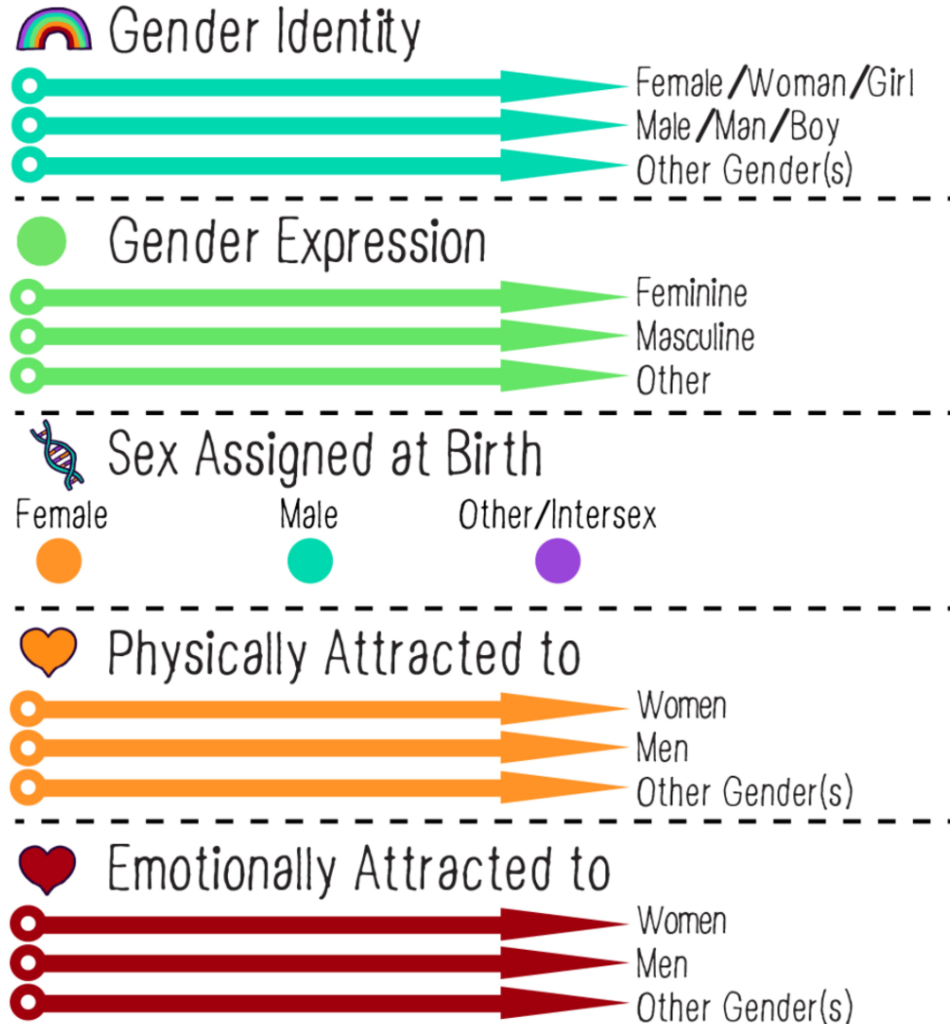 Gender Identity
Female/Woman/Girl
Male/Man/Boy
Other Gender(s)
Gender Expression
Feminine
Masculine
Other
Sex Assigned at Birth
Female Male Other/Intersex
Physically Attracted to
Women
Men
Other Gender(s)
Emotionally Attracted to
Women
Men
Other Gender(s)